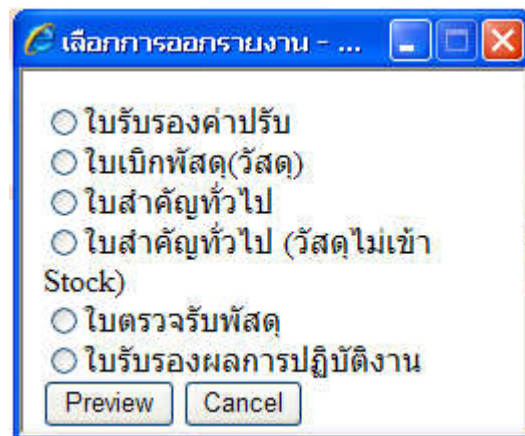 เลือกการออกรายงาน - ...
ใบรับรองค่าปรับ
ใบเบิกพัสดุ(วัสดุ)
ใบสำคัญทั่วไป
ใบสำคัญทั่วไป (วัสดุไม่เข้า
Stock)
ใบตรวจรับพัสดุ
ใบรับรองผลการปฏิบัติงาน
Preview Cancel